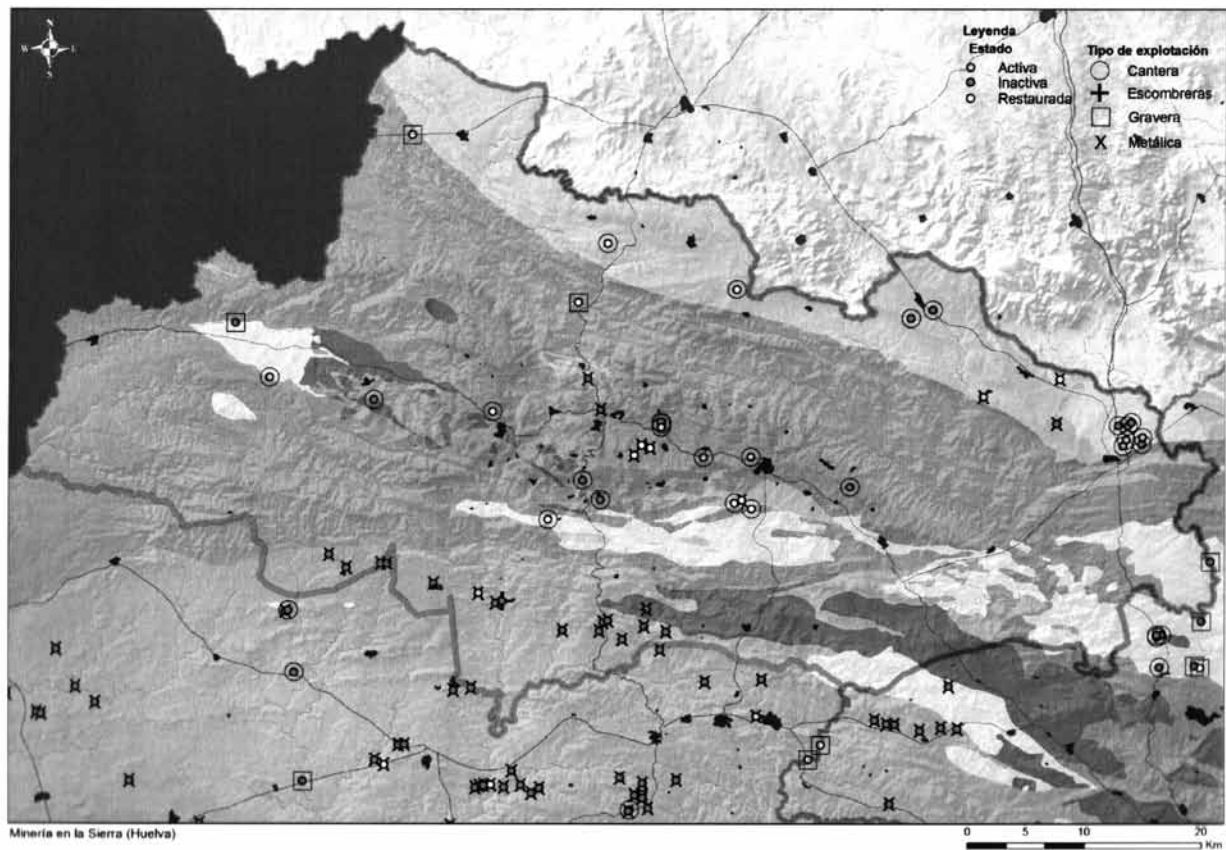 N
W
L
S
Leyenda
Estado
Activa
Inactiva
Restaurada
Tipo de explotación
Cantera
Escombreras
Gravera
Metálica
Minería en la Sierra (Huelva)
0 5 10 20
Km